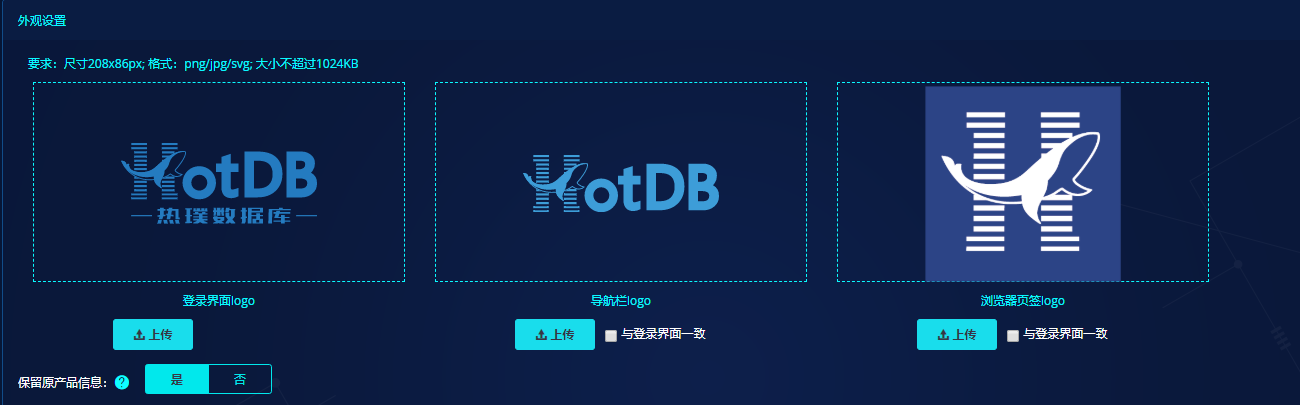 外观设置
要求：尺寸208x86px; 格式：png/jpg/svg; 大小不超过1024KB
HotDB
热璞数据库
HotDB
H
登录界面logo
导航栏logo
浏览器页签logo
上传
上传 与登录界面一致
上传 与登录界面一致
保留原产品信息： ? 是 否